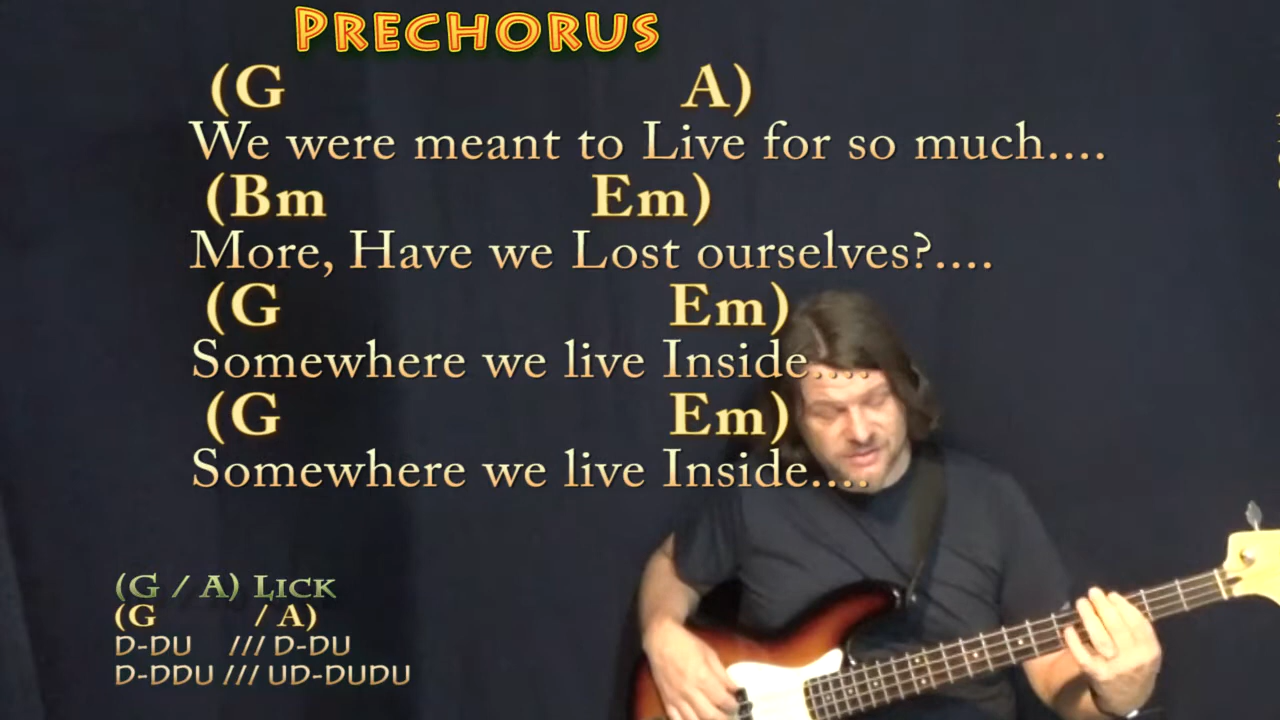 PRECHORUS
(G A)
We were meant to Live for so much....
(Bm Em)
More, Have we Lost ourselves?....
(G Em)
Somewhere we live Inside....
(G Em)
Somewhere we live Inside....
(G / A) LICK
(G / A)
D-DU /// D-DU
D-DDU /// UD-DUDU